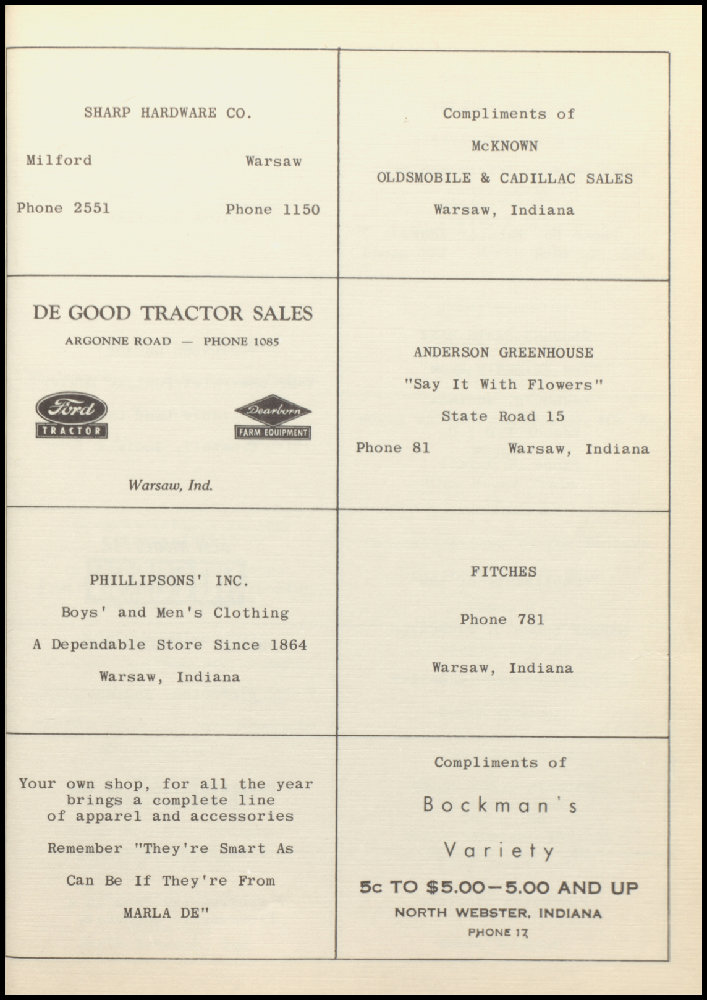 SHARP HARDWARE CO.
Milford Warsaw
Phone 2551 Phone 1150
Compliments of
McKNOWN
OLDSMOBILE & CADILLAC SALES
Warsaw, Indiana
DE GOOD TRACTOR SALES
ARGONNE ROAD — PHONE 1085
Ford
TRACTOR
Dearborn
FARM EQUIPMENT
Warsaw, Ind.
ANDERSON GREENHOUSE
"Say It With Flowers"
State Road 15
Phone 81 Warsaw, Indiana
PHILLIPSONS' INC.
Boys' and Men's Clothing
A Dependable Store Since 1864
Warsaw, Indiana
FITCHES
Phone 781
Warsaw, Indiana
Your own shop, for all the year
brings a complete line
of apparel and accessories
Remember "They're Smart As
Can Be If They're From
MARLA DE"
Compliments of
Bockman's
Variety
5c TO $5.00—5.00 AND UP
NORTH WEBSTER, INDIANA
PHONE 17